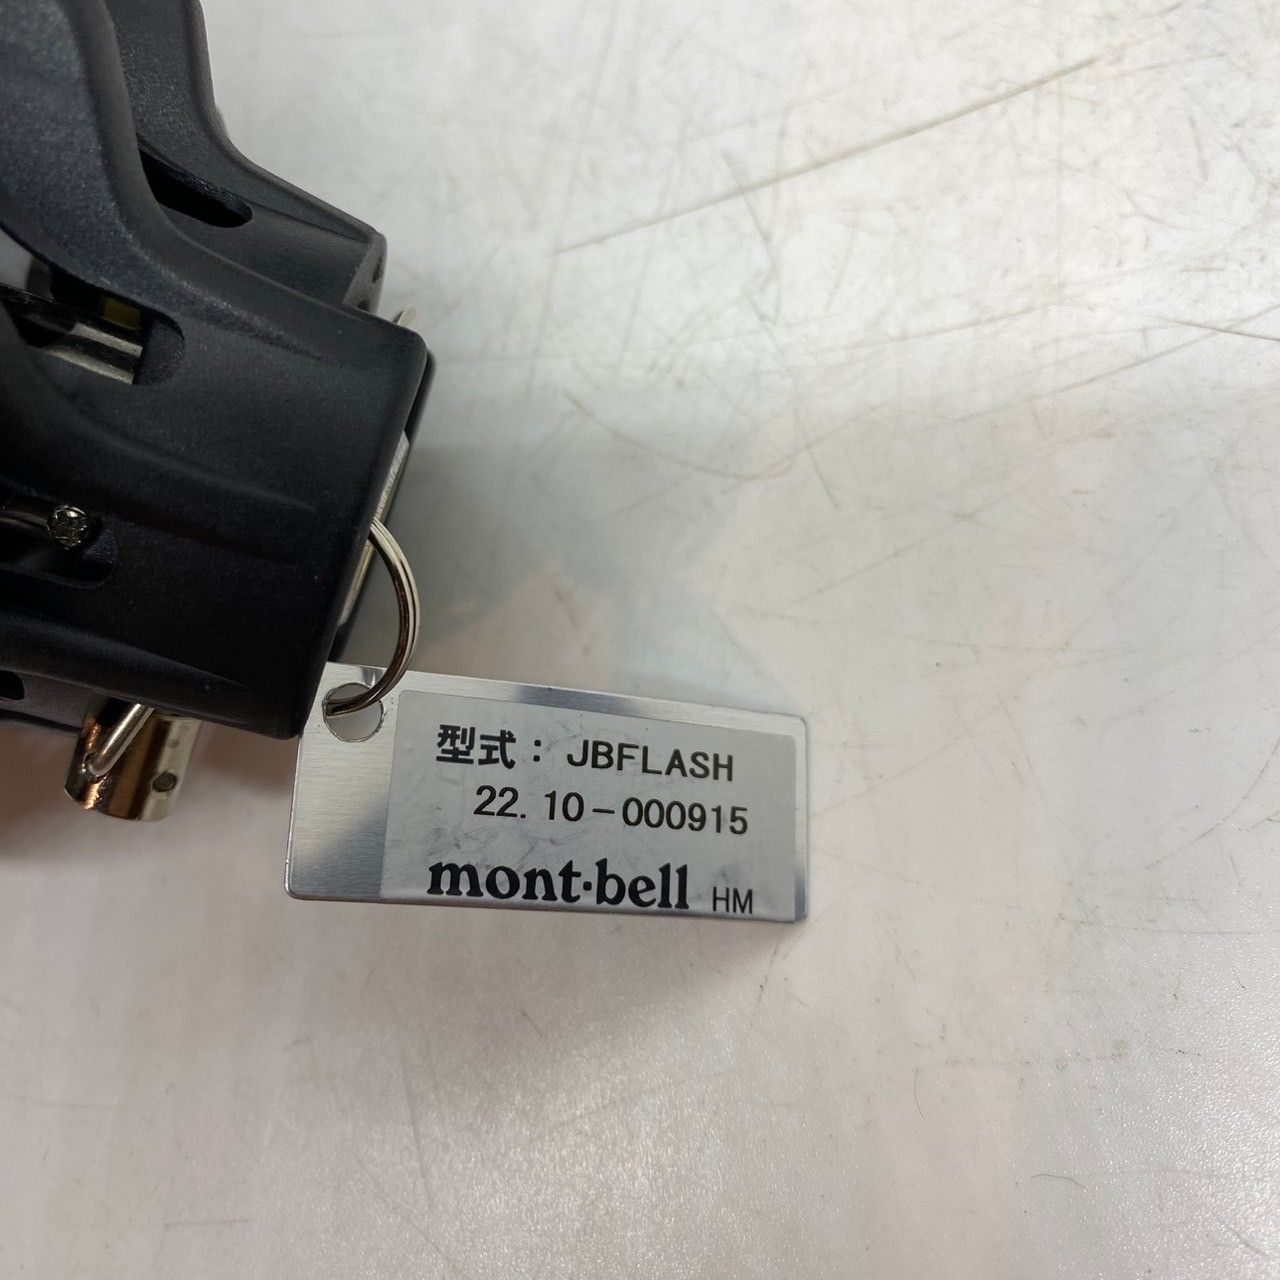 型式：JBFLASH
22.10-000915
mont·bell HM